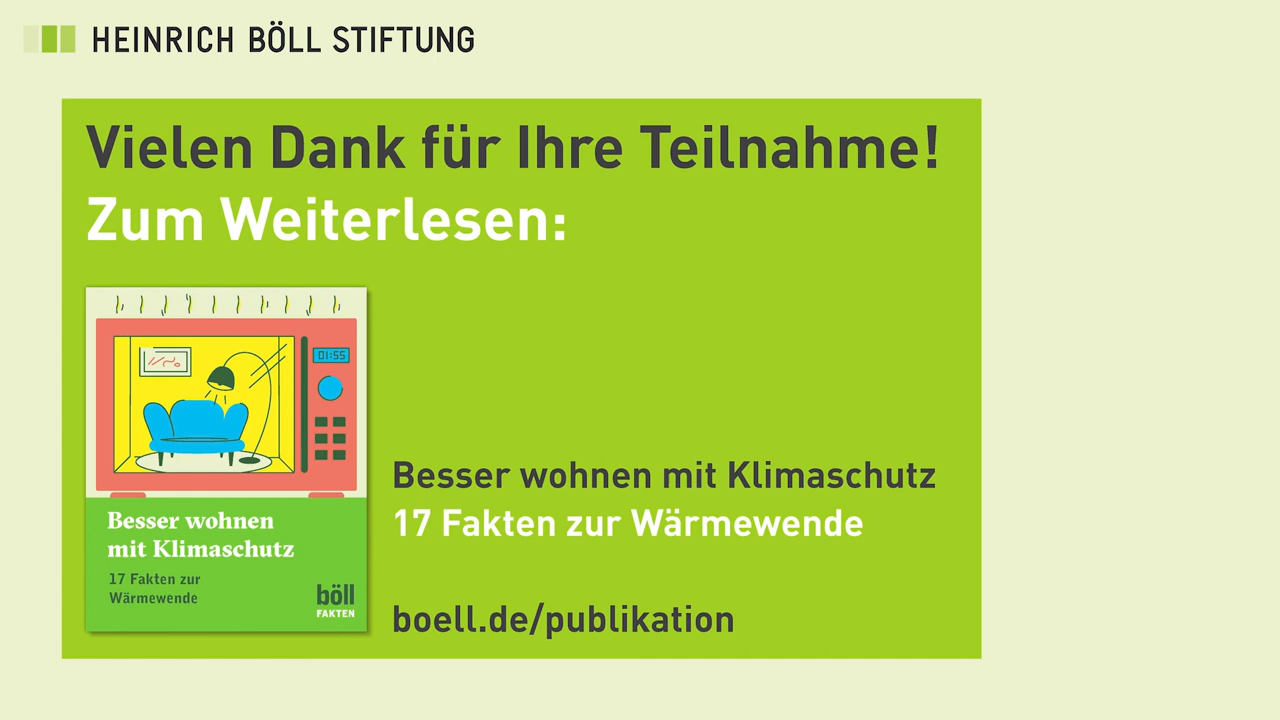 HEINRICH BÖLL STIFTUNG
Vielen Dank für Ihre Teilnahme!
Zum Weiterlesen:
01:55
Besser wohnen
mit Klimaschutz
17 Fakten zur
Wärmewende
böll
FAKTEN
Besser wohnen mit Klimaschutz
17 Fakten zur Wärmewende
boell.de/publikation